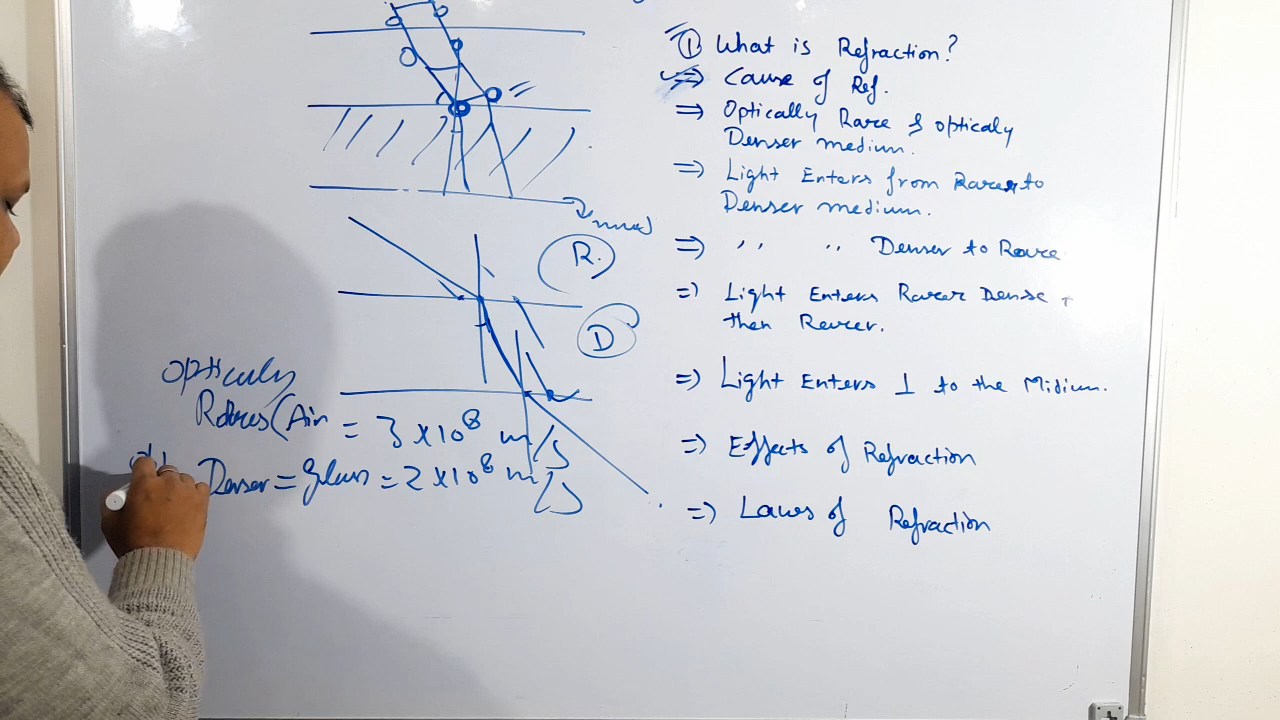 ① What is Refraction?
=> Cause of Ref.
=> Optically Rare & opticaly
Denser medium.
=> Light Enters from Rarer to
Denser medium.
=> ,, ,, Denser to Rarer
=> Light Enters Rarer Dense +
then Rarer.
=> Light Enters ⊥ to the Midium.
=> Effects of Refraction
=> Laws of Refraction
mud
R.
D
Optically
(Air = 3 x 10⁸ m/s
Denser = glass = 2 x 10⁸ m/s